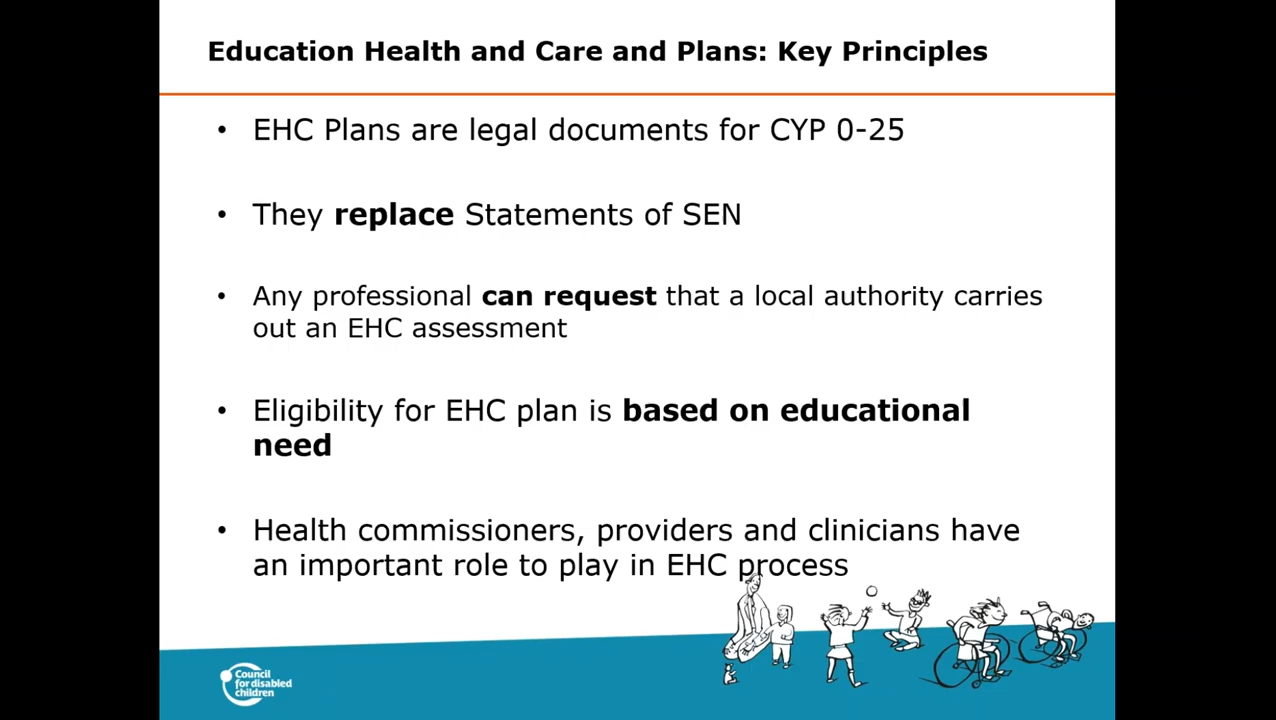 Education Health and Care and Plans: Key Principles
• EHC Plans are legal documents for CYP 0-25
• They replace Statements of SEN
• Any professional can request that a local authority carries
out an EHC assessment
• Eligibility for EHC plan is based on educational
need
• Health commissioners, providers and clinicians have
an important role to play in EHC process
Council
for disabled
children